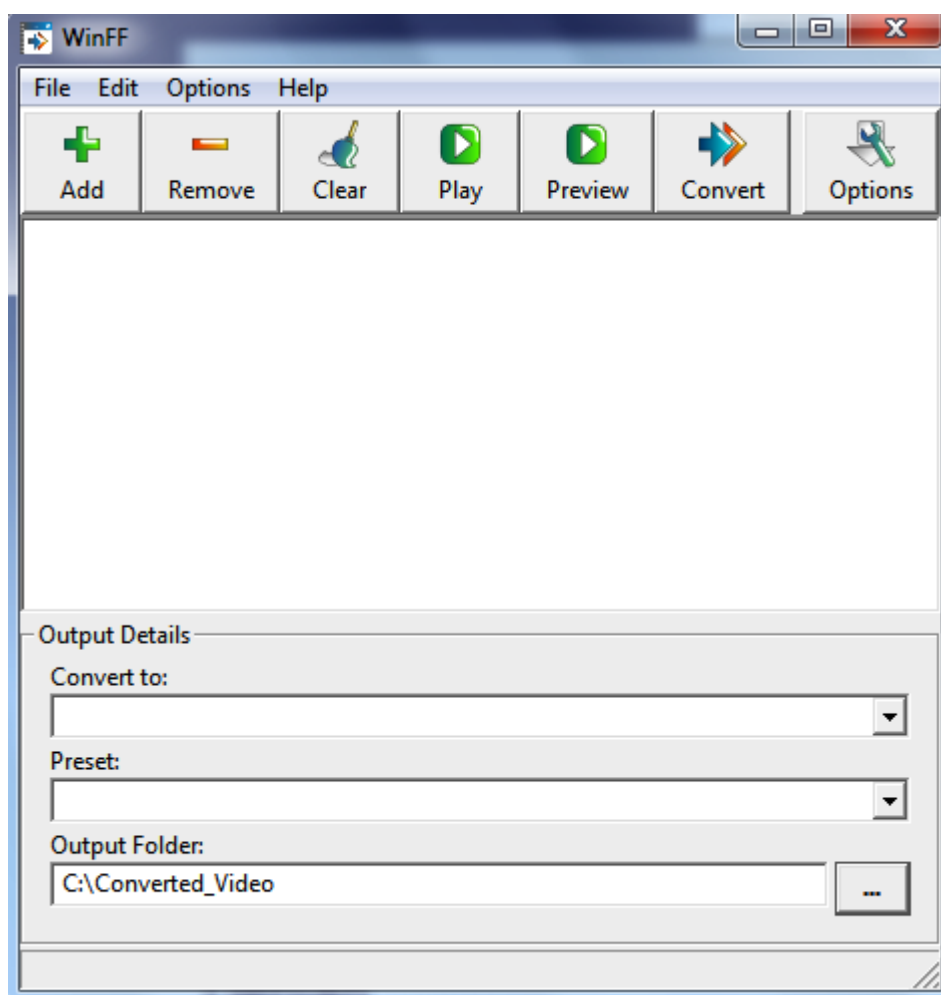 WinFF
File Edit Options Help
Add Remove Clear Play Preview Convert Options
Output Details
Convert to:
Preset:
Output Folder:
C:\Converted_Video
...